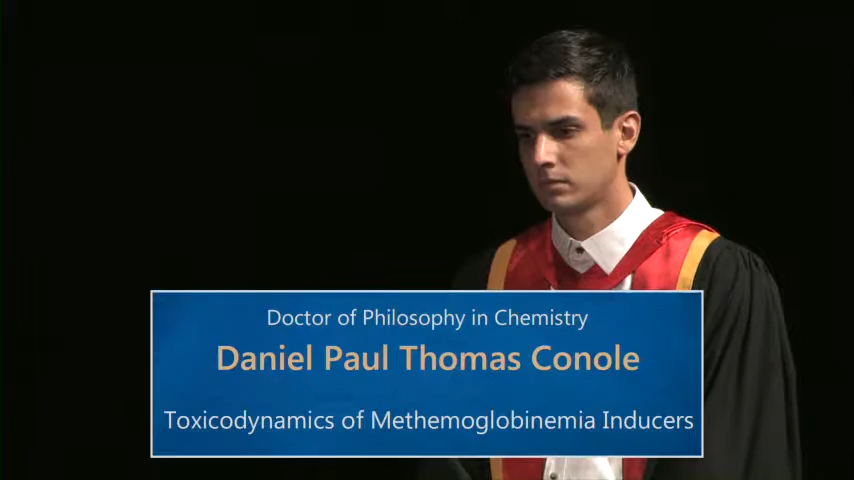 Doctor of Philosophy in Chemistry
Daniel Paul Thomas Conole
Toxicodynamics of Methemoglobinemia Inducers